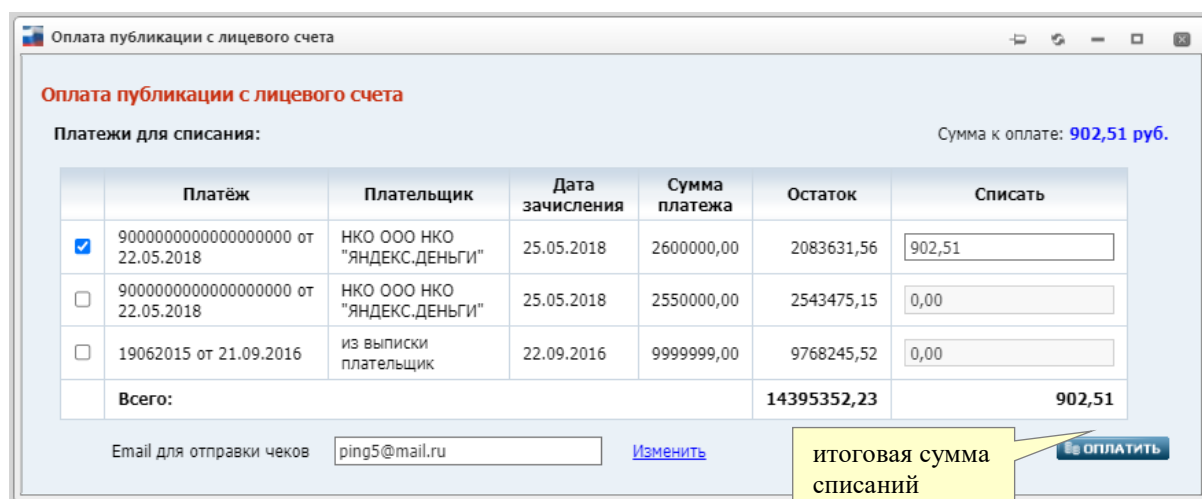 Оплата публикации с лицевого счета
Оплата публикации с лицевого счета
Платежи для списания: Сумма к оплате: 902,51 руб.
Платёж Плательщик Дата зачисления Сумма платежа Остаток Списать
9000000000000000000 от 22.05.2018 НКО ООО НКО "ЯНДЕКС.ДЕНЬГИ" 25.05.2018 2600000,00 2083631,56 902,51
9000000000000000000 от 22.05.2018 НКО ООО НКО "ЯНДЕКС.ДЕНЬГИ" 25.05.2018 2550000,00 2543475,15 0,00
19062015 от 21.09.2016 из выписки плательщик 22.09.2016 9999999,00 9768245,52 0,00
Всего: 14395352,23 902,51
Email для отправки чеков ping5@mail.ru Изменить ОПЛАТИТЬ
итоговая сумма
списаний